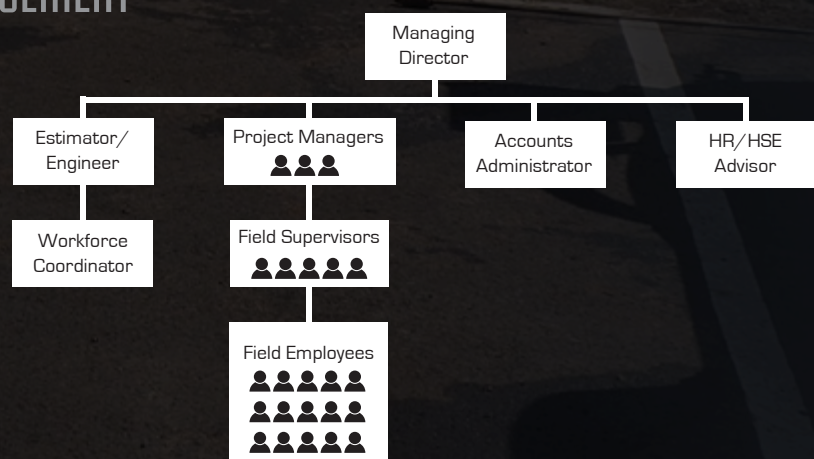 Managing
Director
Estimator/
Engineer
Project Managers
Accounts
Administrator
HR/HSE
Advisor
Workforce
Coordinator
Field Supervisors
Field Employees